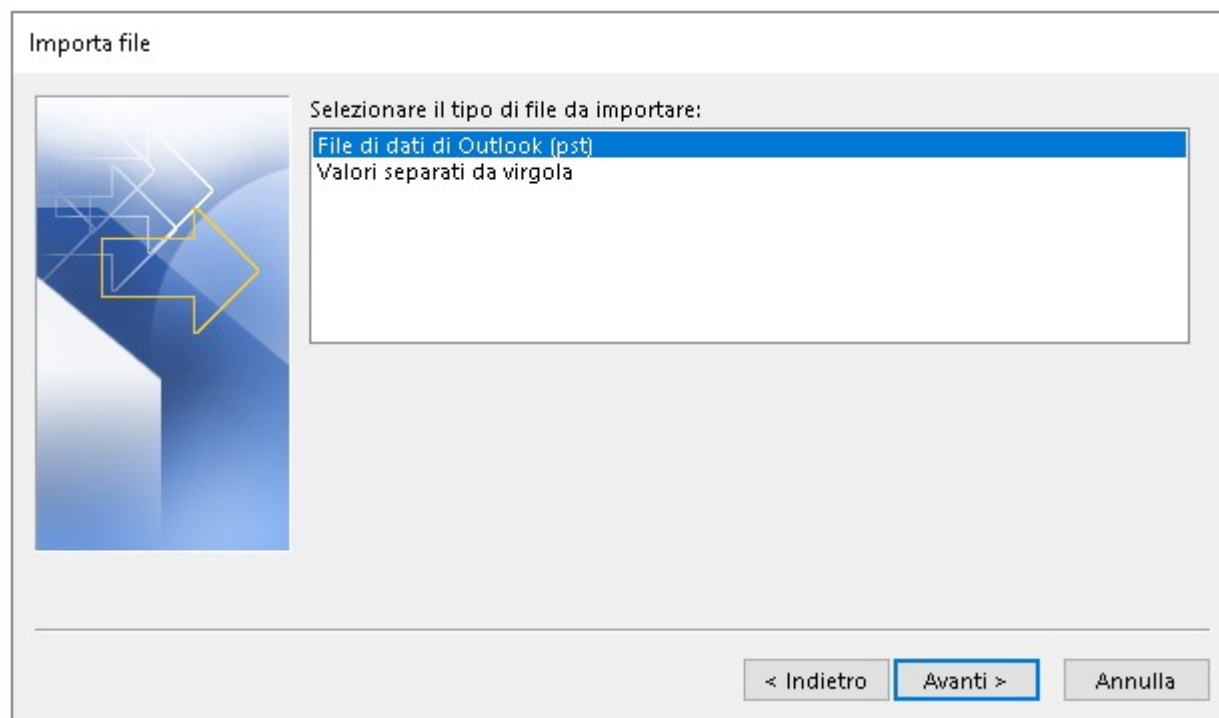 Importa file
Selezionare il tipo di file da importare:
File di dati di Outlook (pst)
Valori separati da virgola
< Indietro
Avanti >
Annulla